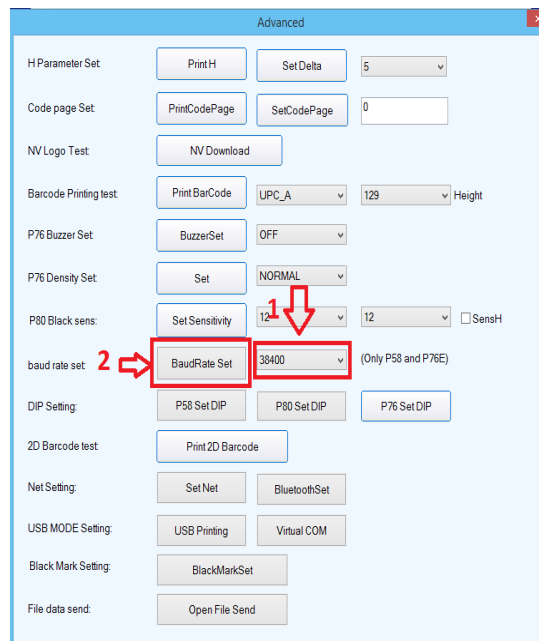 Advanced
x
H Parameter Set: Print H Set Delta 5
Code page Set: PrintCodePage SetCodePage 0
NV Logo Test: NV Download
Barcode Printing test: Print BarCode UPC_A 129 Height
P76 Buzzer Set: BuzzerSet OFF
P76 Density Set: Set NORMAL
1
P80 Black sens: Set Sensitivity 12 12 SensH
baud rate set: 2 BaudRate Set 38400 (Only P58 and P76E)
DIP Setting: P58 Set DIP P80 Set DIP P76 Set DIP
2D Barcode test: Print 2D Barcode
Net Setting: Set Net BluetoothSet
USB MODE Setting: USB Printing Virtual COM
Black Mark Setting: BlackMarkSet
File data send: Open File Send